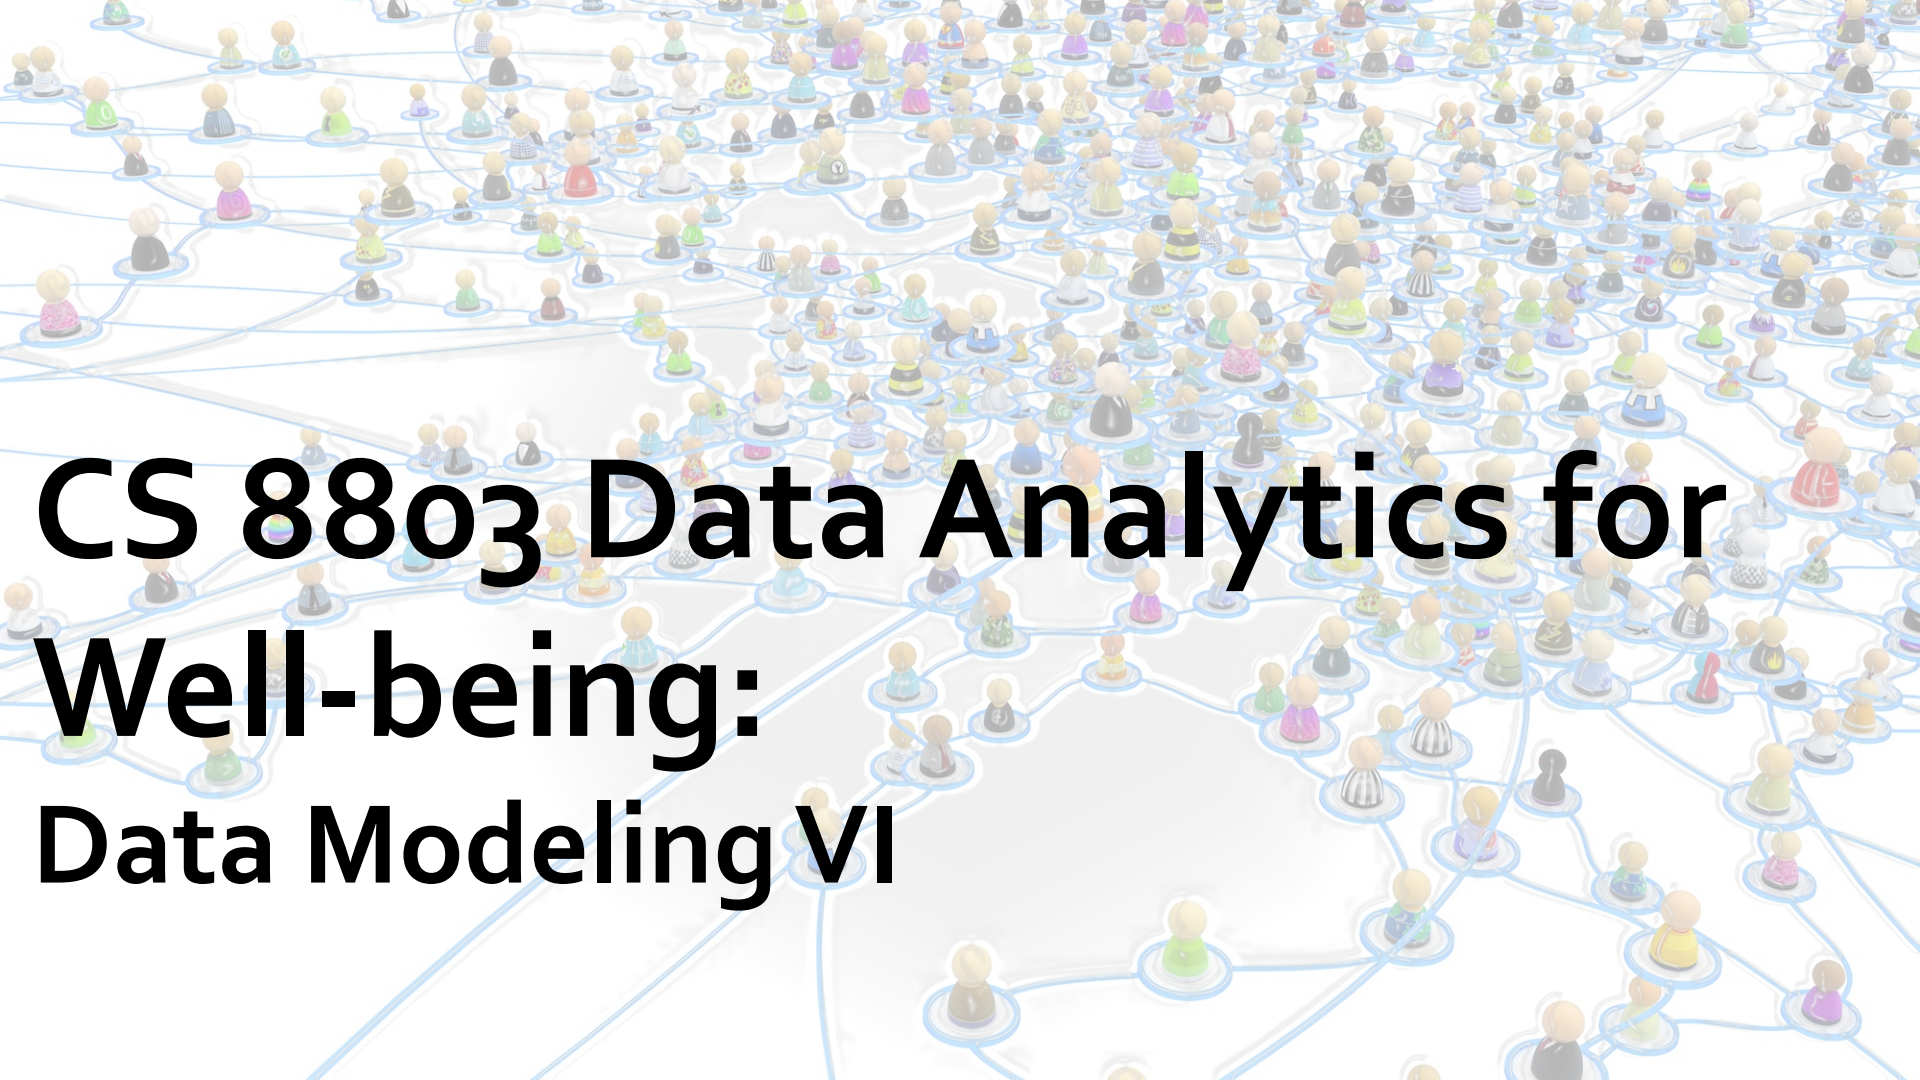 CS 8803 Data Analytics for
Well-being:
Data Modeling VI